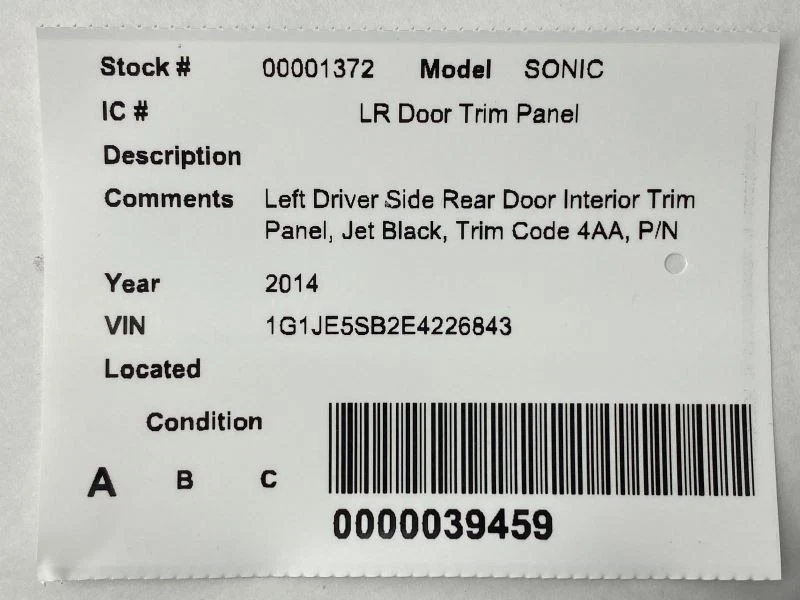 Stock # 00001372 Model SONIC
IC # LR Door Trim Panel
Description
Comments Left Driver Side Rear Door Interior Trim
Panel, Jet Black, Trim Code 4AA, P/N
Year 2014
VIN 1G1JE5SB2E4226843
Located
Condition
A B C
0000039459